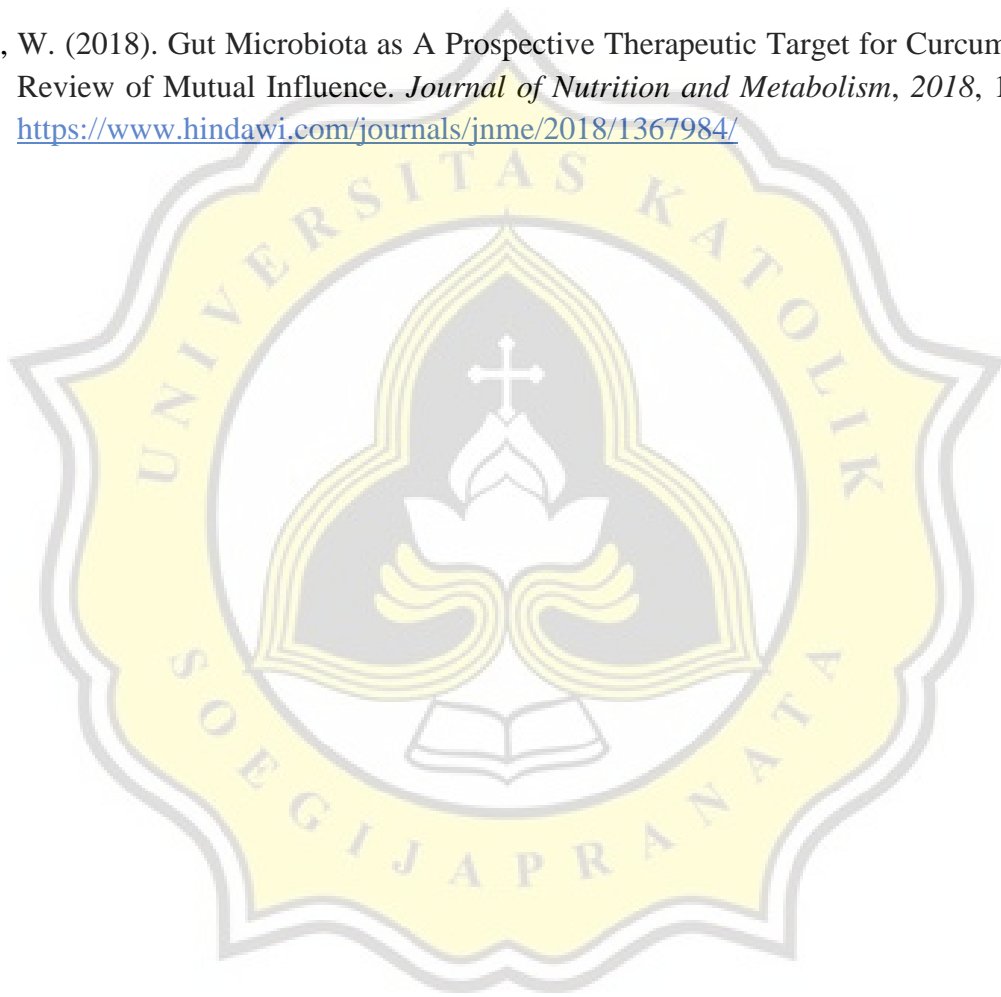 , W. (2018). Gut Microbiota as A Prospective Therapeutic Target for Curcum
Review of Mutual Influence. Journal of Nutrition and Metabolism, 2018, 1
https://www.hindawi.com/journals/jnme/2018/1367984/
UNIVERSITAS KATOLIK
SOEGIJAPRANATA